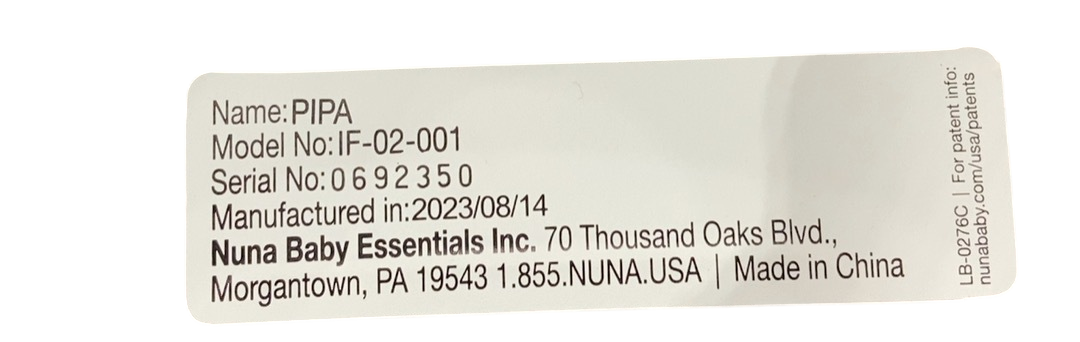 Name:PIPA
Model No:IF-02-001
Serial No:0692350
Manufactured in:2023/08/14
Nuna Baby Essentials Inc. 70 Thousand Oaks Blvd.,
Morgantown, PA 19543 1.855.NUNA.USA | Made in China
LB-0276C | For patent info:
nunababy.com/usa/patents